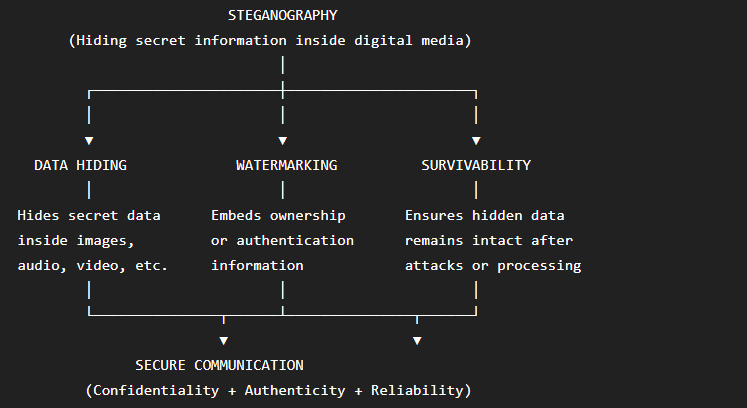 STEGANOGRAPHY
(Hiding secret information inside digital media)
DATA HIDING WATERMARKING SURVIVABILITY
Hides secret data Embeds ownership Ensures hidden data
inside images, or authentication remains intact after
audio, video, etc. information attacks or processing
SECURE COMMUNICATION
(Confidentiality + Authenticity + Reliability)